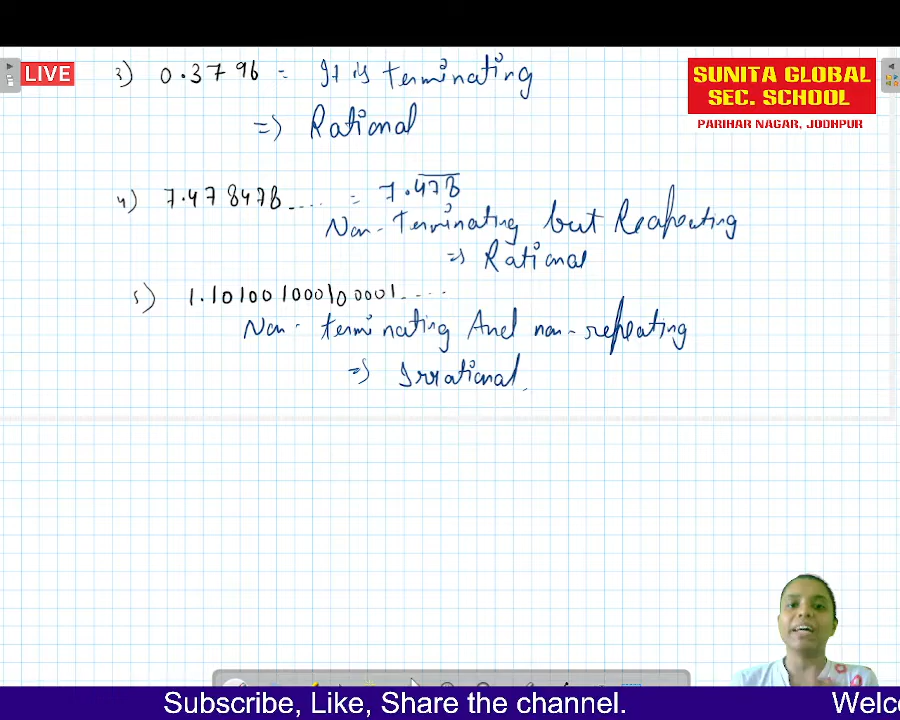 LIVE
3) 0.3796 = It is terminating
=> Rational
SUNITA GLOBAL
SEC. SCHOOL
PARIHAR NAGAR, JODHPUR
4) 7.478478.... = 7.478
Non-Terminating but Reapeating
=> Rational
5) 1.101001000100001.....
Non-terminating And non-repeating
=> Irrational.
Subscribe, Like, Share the channel.
Welc